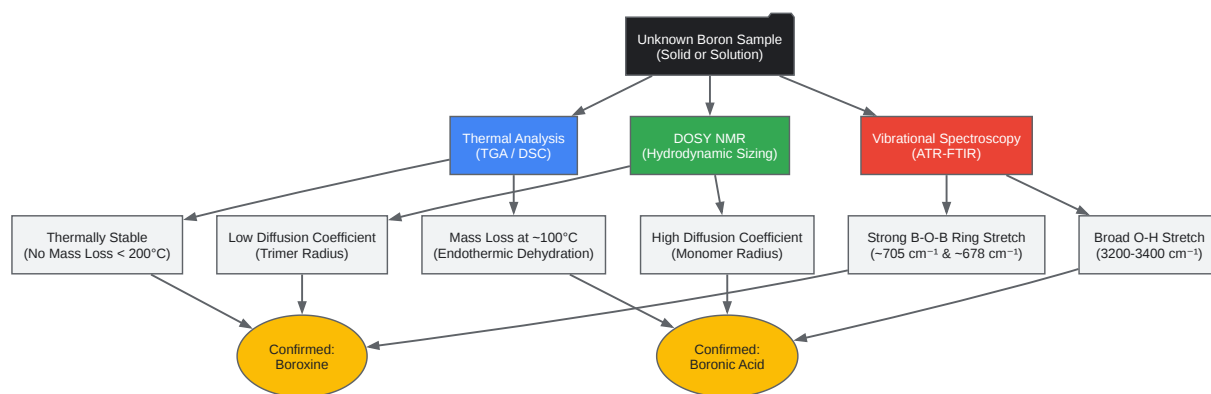 Unknown Boron Sample
(Solid or Solution)
Thermal Analysis
(TGA / DSC)
DOSY NMR
(Hydrodynamic Sizing)
Vibrational Spectroscopy
(ATR-FTIR)
Thermally Stable
(No Mass Loss < 200°C)
Low Diffusion Coefficient
(Trimer Radius)
Mass Loss at ~100°C
(Endothermic Dehydration)
High Diffusion Coefficient
(Monomer Radius)
Strong B-O-B Ring Stretch
(~705 cm⁻¹ & ~678 cm⁻¹)
Broad O-H Stretch
(3200-3400 cm⁻¹)
Confirmed:
Boroxine
Confirmed:
Boronic Acid